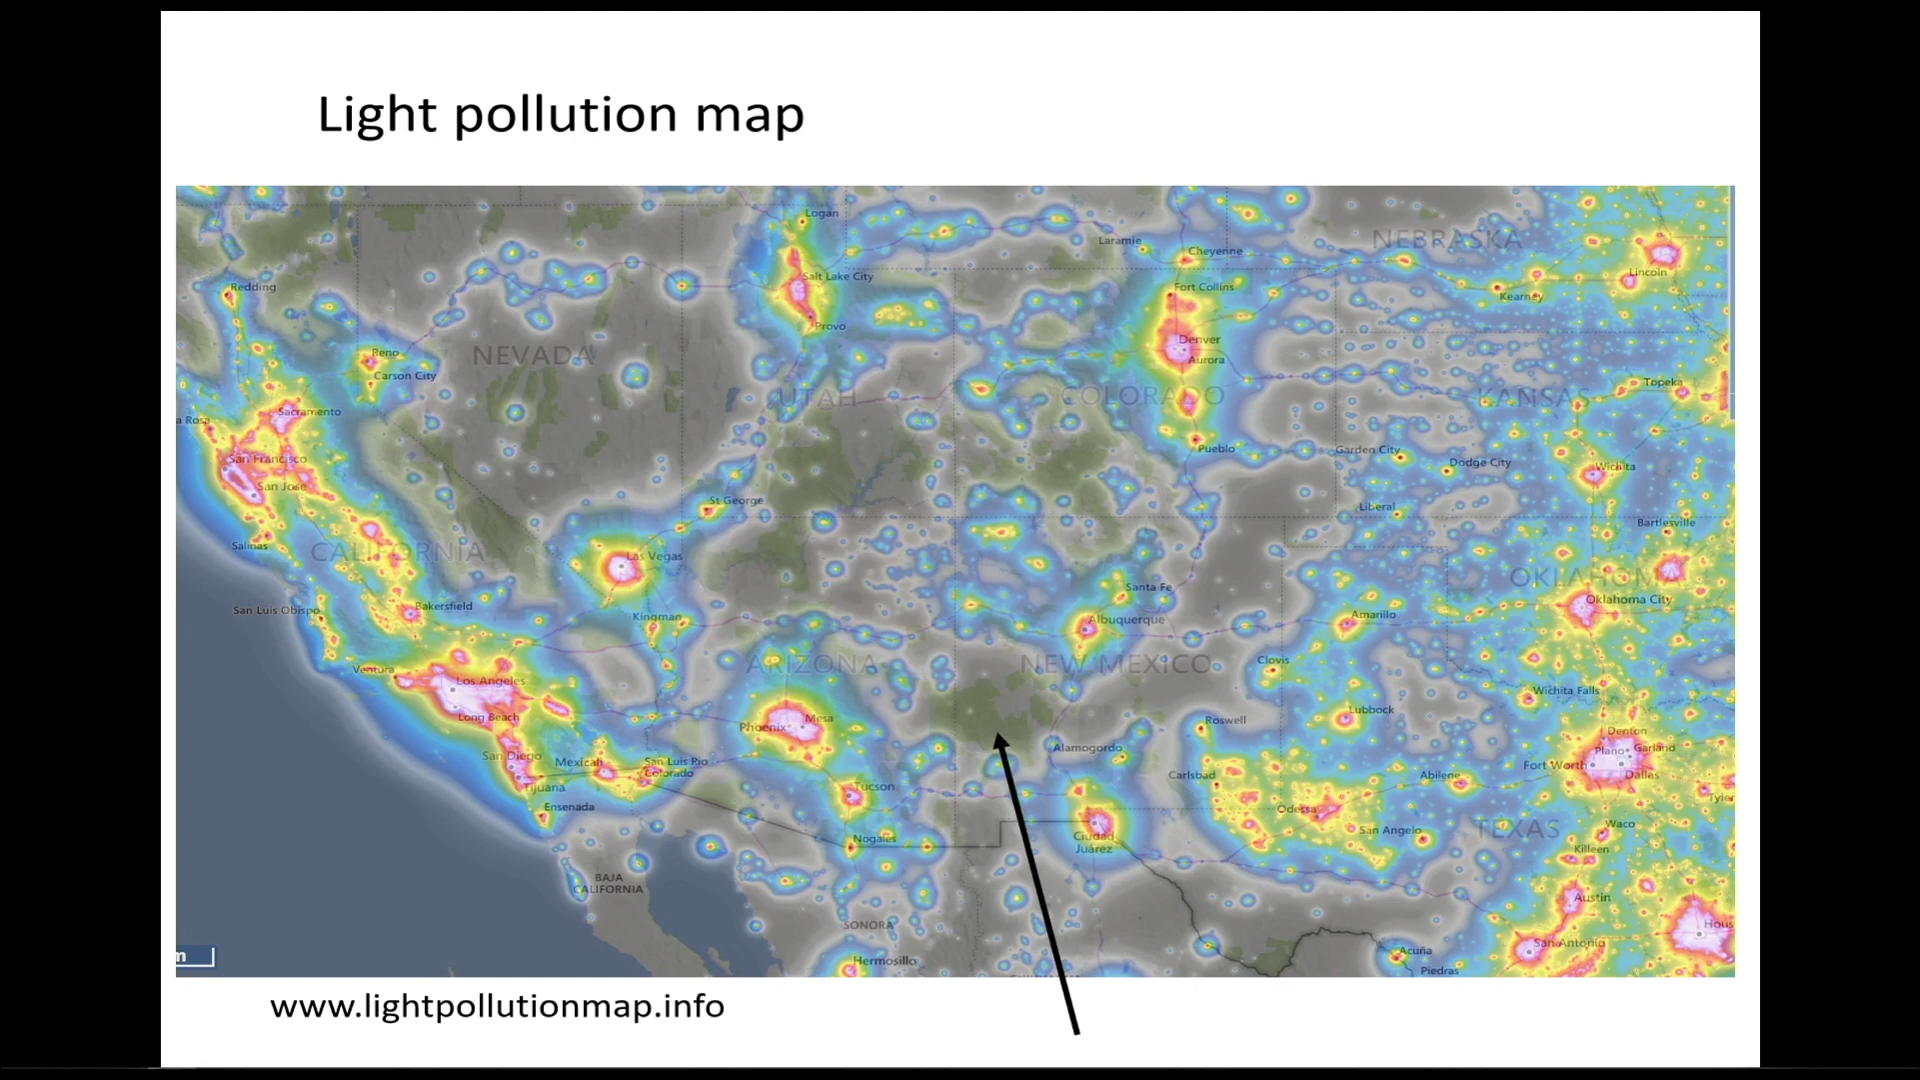 Light pollution map
Logan
Laramie
Cheyenne
NEBRASKA
Lincoln
Salt Lake City
Redding
Fort Collins
Kearney
Provo
Reno
NEVADA
Denver
Aurora
Carson City
Topeka
UTAH
COLORADO
KANSAS
Sacramento
a Rosa
Pueblo
Garden City
Dodge City
San Francisco
Wichita
San Jose
St George
Liberal
Bartlesville
Salinas
CALIFORNIA
Las Vegas
OKLAHOM
Santa Fe
Oklahoma City
San Luis Obispo
Bakersfield
Kingman
Albuquerque
Amarillo
Ventura
ARIZONA
NEW MEXICO
Clovis
Los Angeles
Wichita Falls
Long Beach
Phoenix
Mesa
Roswell
Lubbock
Denton
San Diego
Mexicali
San Luis Rio
Colorado
Alamogordo
Plano
Garland
Fort Worth
Dallas
Carlsbad
Abilene
Tijuana
Tucson
Tyler
Ensenada
Odessa
Nogales
Ciudad
Juárez
San Angelo
TEXAS
Waco
Killeen
BAJA
CALIFORNIA
Austin
SONORA
Hous
San Antonio
m
Hermosillo
Acuña
Piedras
www.lightpollutionmap.info